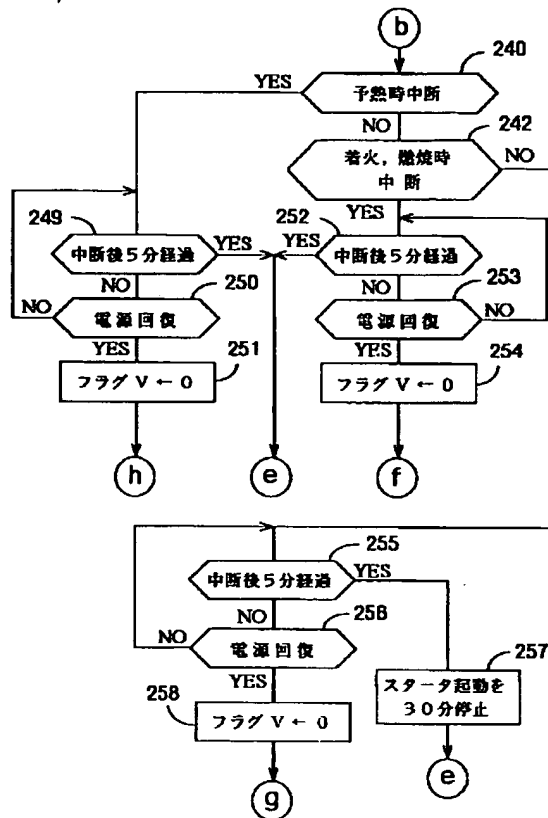 b
240
YES
予熱時中断
NO
242
着火，燃焼時
中断
NO
YES
249
252
中断後5分経過
YES
YES
中断後5分経過
NO
250
NO
253
NO
電源回復
電源回復
NO
YES
251
YES
254
フラグ V ← 0
フラグ V ← 0
h
e
f
255
中断後5分経過
YES
NO
256
NO
電源回復
257
YES
258
スタータ起動を
30分停止
フラグ V ← 0
e
g